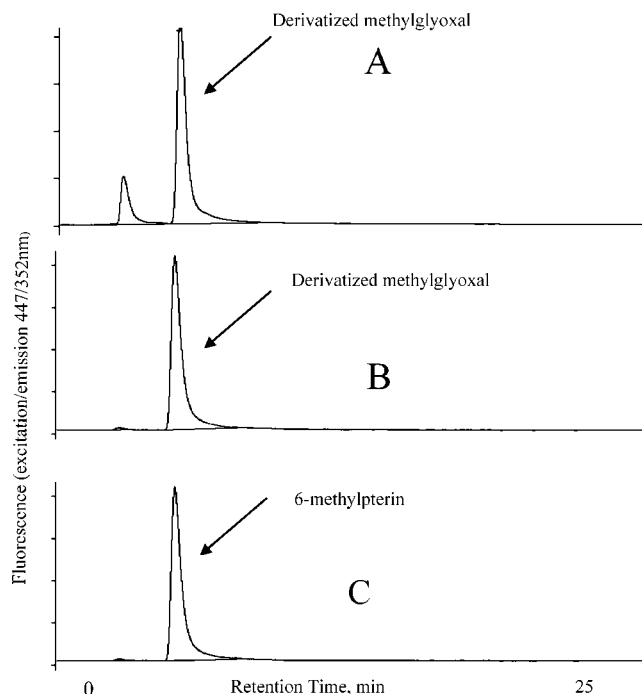 Derivatized methylglyoxal
A
Derivatized methylglyoxal
B
6-methylpterin
C
Fluorescence (excitation/emission 447/352nm)
0
Retention Time, min
25